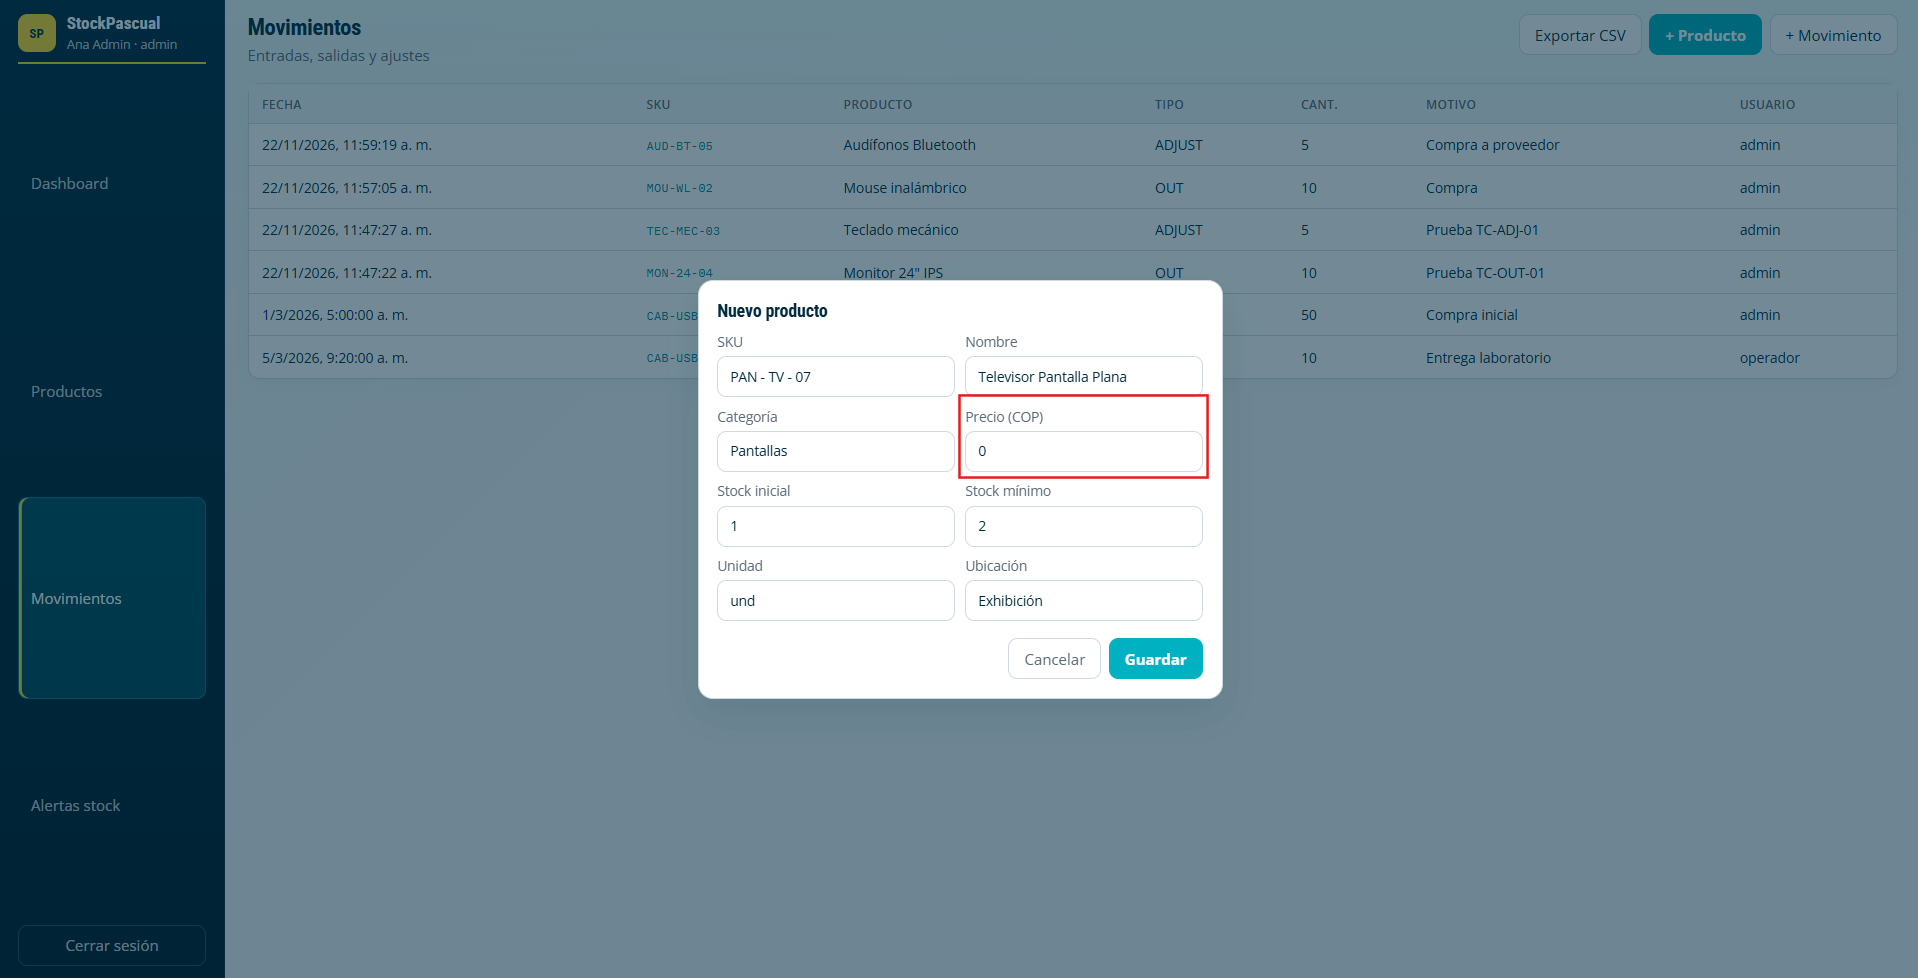 SP
StockPascual
Ana Admin · admin
Dashboard
Productos
Movimientos
Alertas stock
Cerrar sesión
Movimientos
Entradas, salidas y ajustes
Exportar CSV
+ Producto
+ Movimiento
FECHA SKU PRODUCTO TIPO CANT. MOTIVO USUARIO
22/11/2026, 11:59:19 a. m. AUD-BT-05 Audífonos Bluetooth ADJUST 5 Compra a proveedor admin
22/11/2026, 11:57:05 a. m. MOU-WL-02 Mouse inalámbrico OUT 10 Compra admin
22/11/2026, 11:47:27 a. m. TEC-MEC-03 Teclado mecánico ADJUST 5 Prueba TC-ADJ-01 admin
22/11/2026, 11:47:22 a. m. MON-24-04 Monitor 24" IPS OUT 10 Prueba TC-OUT-01 admin
1/3/2026, 5:00:00 a. m. CAB-USB 50 Compra inicial admin
5/3/2026, 9:20:00 a. m. CAB-USB 10 Entrega laboratorio operador
Nuevo producto
SKU Nombre
PAN - TV - 07 Televisor Pantalla Plana
Categoría Precio (COP)
Pantallas 0
Stock inicial Stock mínimo
1 2
Unidad Ubicación
und Exhibición
Cancelar Guardar